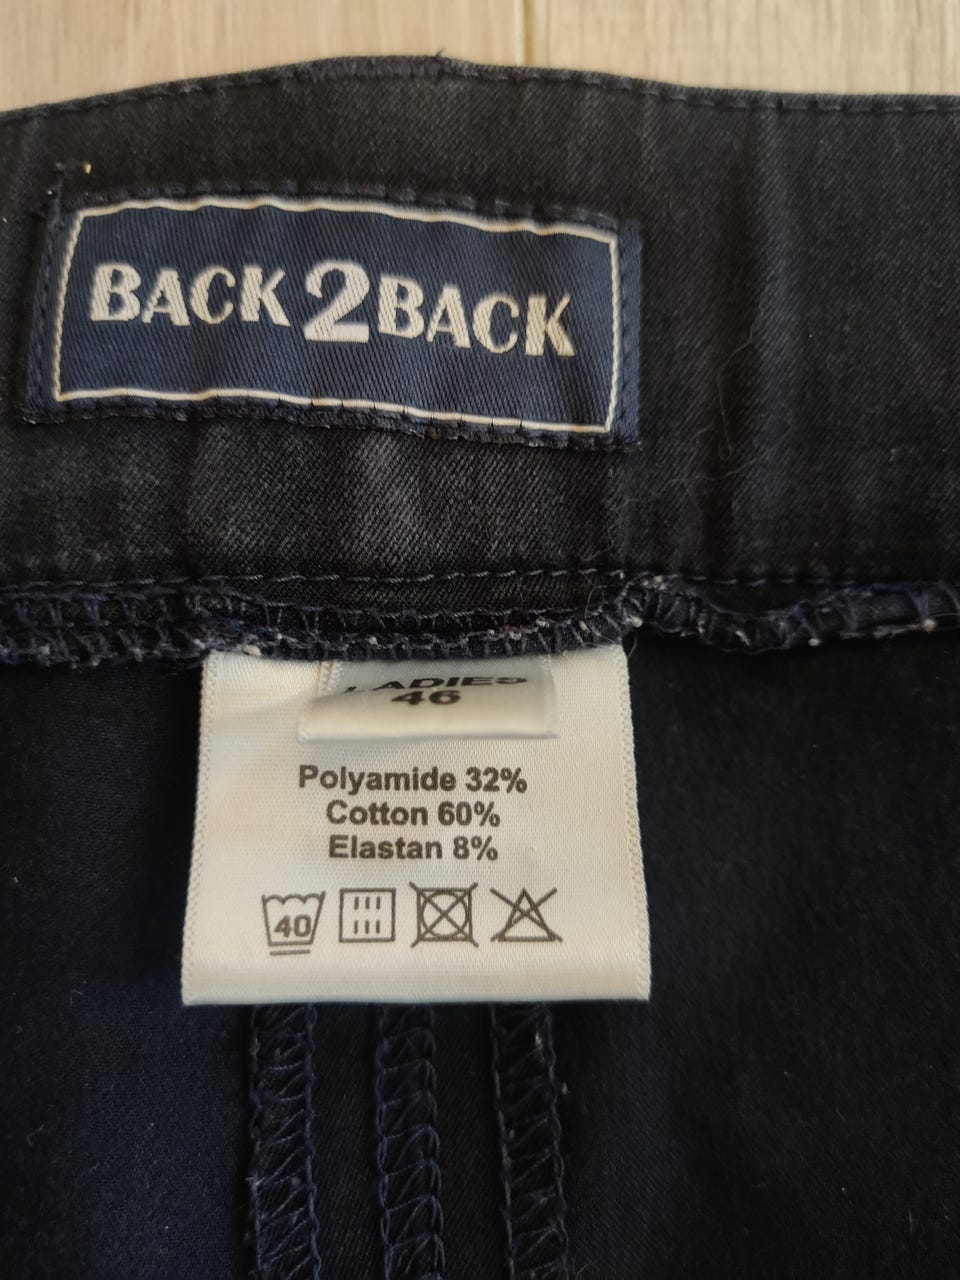 BACK2BACK
LADIES
46
Polyamide 32%
Cotton 60%
Elastan 8%
40